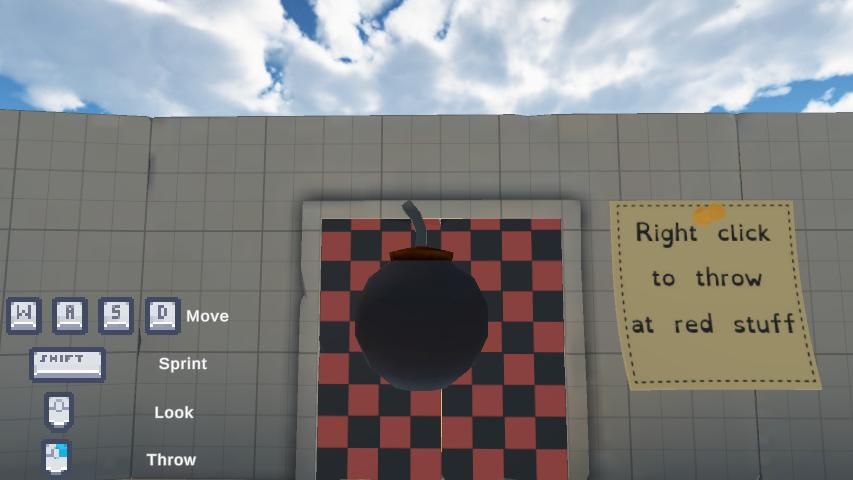 Right click
to throw
at red stuff
W A S D Move
SHIFT Sprint
Look
Throw